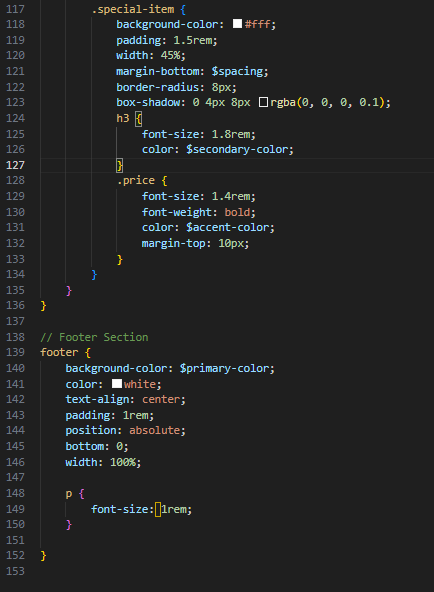 117 .special-item {
118 background-color: #fff;
119 padding: 1.5rem;
120 width: 45%;
121 margin-bottom: $spacing;
122 border-radius: 8px;
123 box-shadow: 0 4px 8px rgba(0, 0, 0, 0.1);
124 h3 {
125 font-size: 1.8rem;
126 color: $secondary-color;
127 }
128 .price {
129 font-size: 1.4rem;
130 font-weight: bold;
131 color: $accent-color;
132 margin-top: 10px;
133 }
134 }
135 }
136 }
137
138 // Footer Section
139 footer {
140 background-color: $primary-color;
141 color: white;
142 text-align: center;
143 padding: 1rem;
144 position: absolute;
145 bottom: 0;
146 width: 100%;
147
148 p {
149 font-size: 1rem;
150 }
151
152 }
153